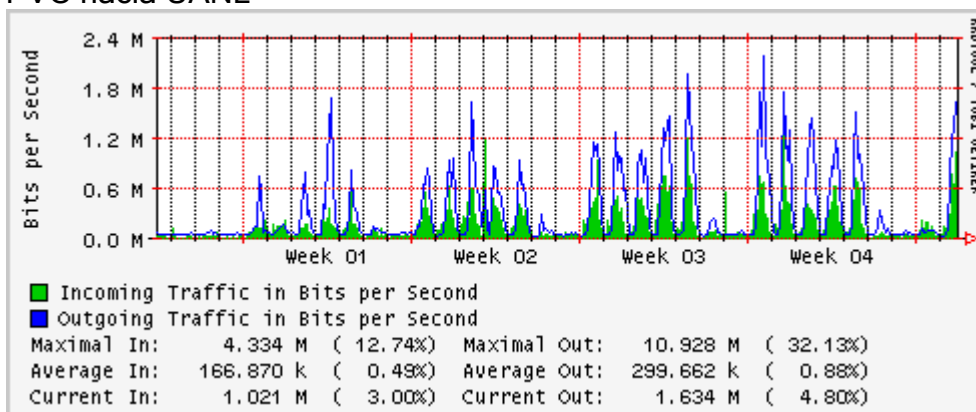 Bits per Second
2.4 M
1.8 M
1.2 M
0.6 M
0.0 M
Week 01 Week 02 Week 03 Week 04
Incoming Traffic in Bits per Second
Outgoing Traffic in Bits per Second
Maximal In: 4.334 M ( 12.74%) Maximal Out: 10.928 M ( 32.13%)
Average In: 166.870 k ( 0.49%) Average Out: 299.662 k ( 0.88%)
Current In: 1.021 M ( 3.00%) Current Out: 1.634 M ( 4.80%)